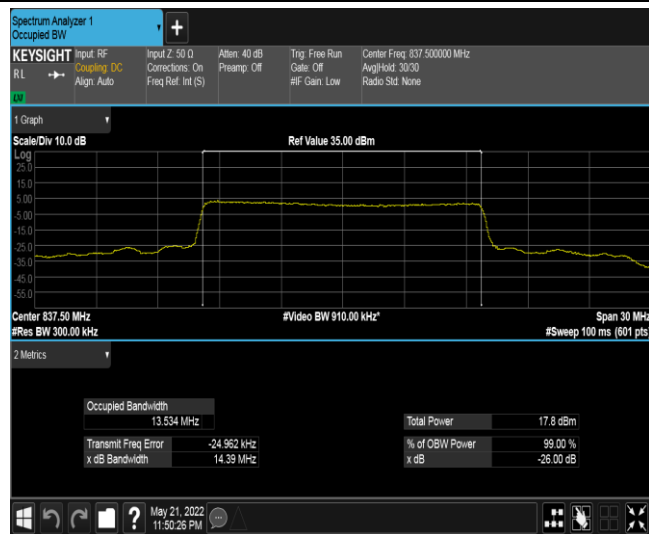 Spectrum Analyzer 1
Occupied BW
+
KEYSIGHT
RL
LXI
Input: RF
Coupling: DC
Align: Auto
Input Z: 50 Ω
Corrections: On
Freq Ref: Int (S)
Atten: 40 dB
Preamp: Off
Trig: Free Run
Gate: Off
#IF Gain: Low
Center Freq: 837.500000 MHz
Avg|Hold: 30/30
Radio Std: None
1 Graph
Scale/Div 10.0 dB
Ref Value 35.00 dBm
Log
25.0
15.0
5.00
-5.00
-15.0
-25.0
-35.0
-45.0
-55.0
Center 837.50 MHz
#Video BW 910.00 kHz*
Span 30 MHz
#Res BW 300.00 kHz
#Sweep 100 ms (601 pts)
2 Metrics
Occupied Bandwidth
13.534 MHz
Total Power 17.8 dBm
Transmit Freq Error -24.962 kHz
% of OBW Power 99.00 %
x dB Bandwidth 14.39 MHz
x dB -26.00 dB
?
May 21, 2022
11:50:26 PM